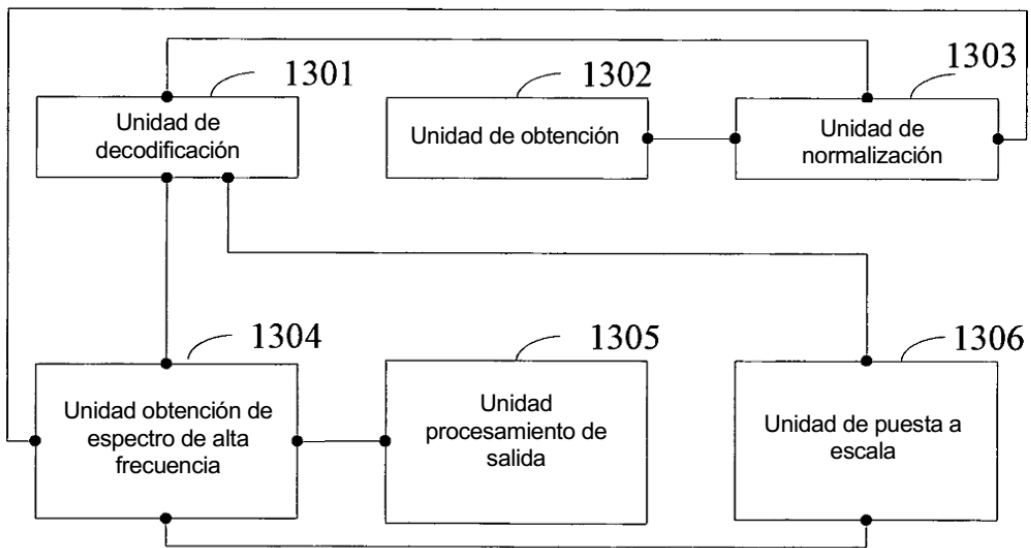 1301
1302
1303
Unidad de
decodificación
Unidad de obtención
Unidad de
normalización
1304
1305
1306
Unidad obtención de
espectro de alta
frecuencia
Unidad
procesamiento de
salida
Unidad de puesta a
escala